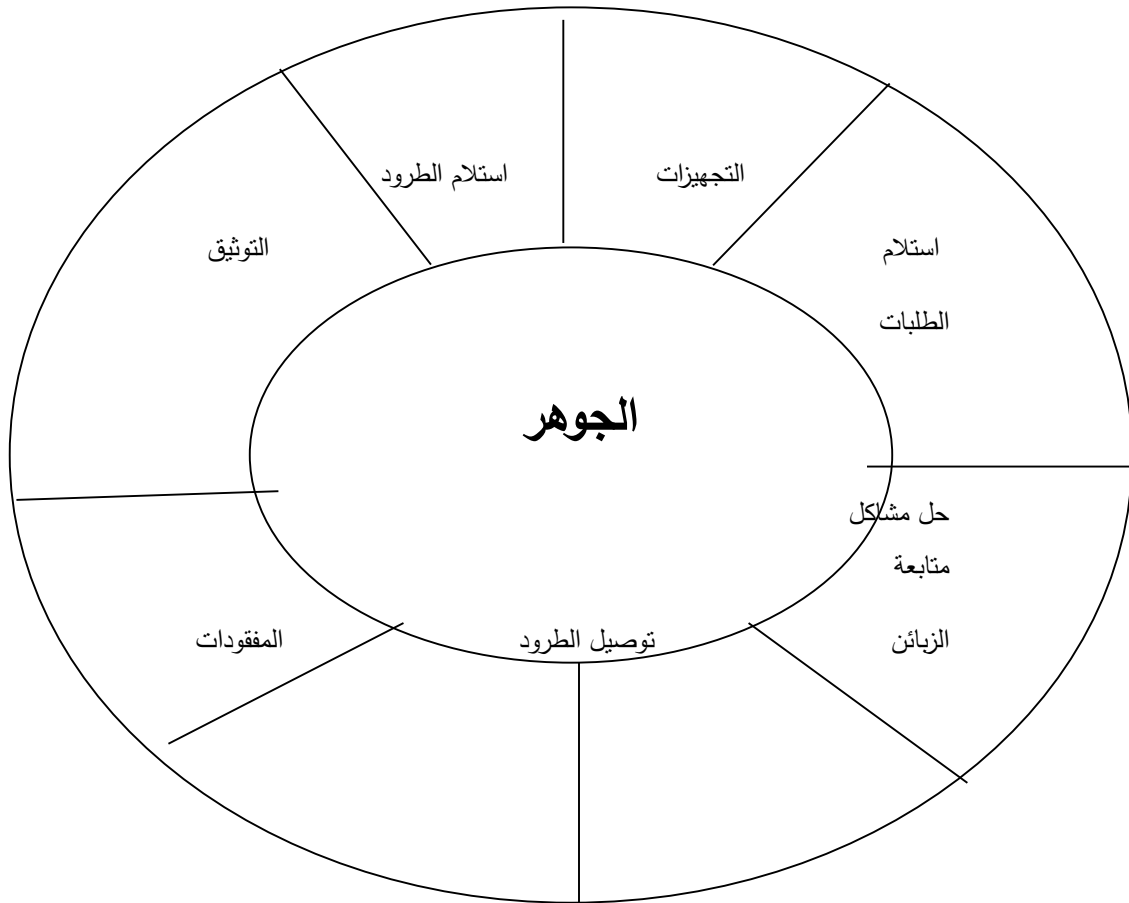 التجهيزات
استلام الطرود
استلام
الطلبات
التوثيق
الجوهر
حل مشاكل
متابعة
الزبائن
توصيل الطرود
المفقودات